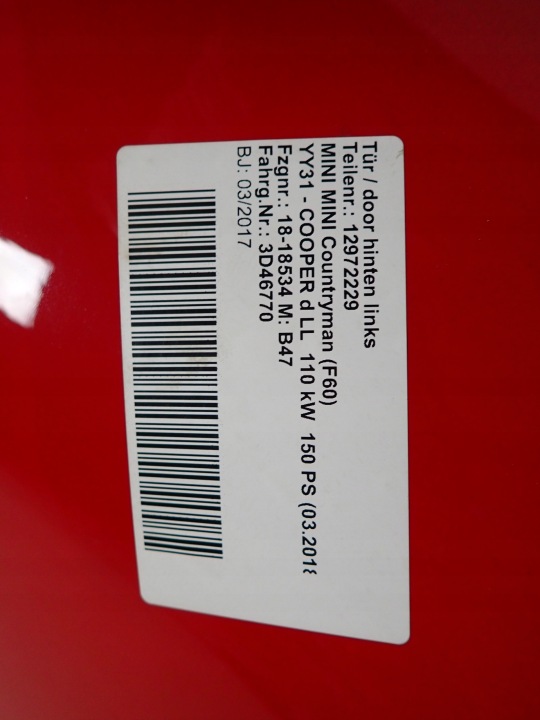 Tür / door hinten links
Teilenr.: 12972229
MINI MINI Countryman (F60)
YY31 - COOPER d LL 110 kW 150 PS (03.2018
Fzgnr.: 18-18534 M: B47
Fahrg.Nr.: 3D46770
BJ: 03/2017